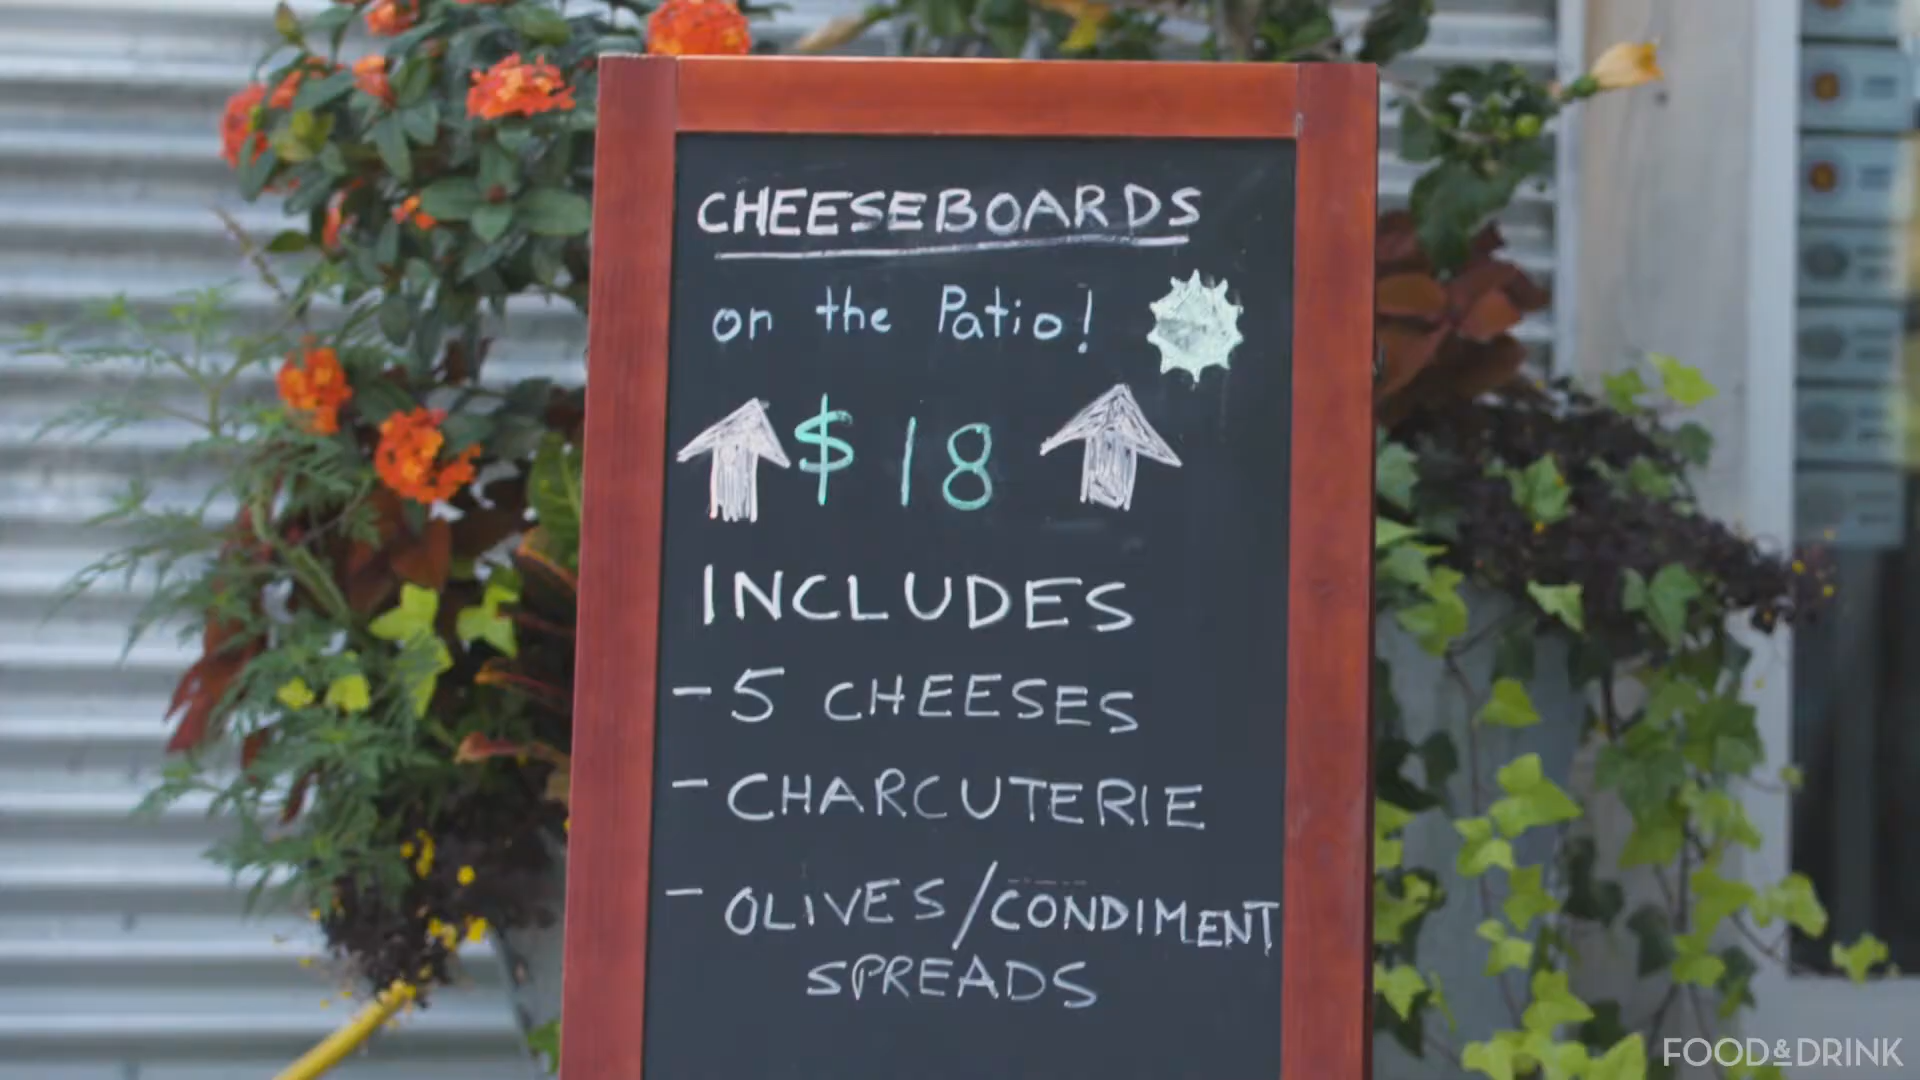 CHEESEBOARDS
on the Patio!
$18
INCLUDES
- 5 CHEESES
- CHARCUTERIE
- OLIVES/CONDIMENT
SPREADS
FOOD&DRINK